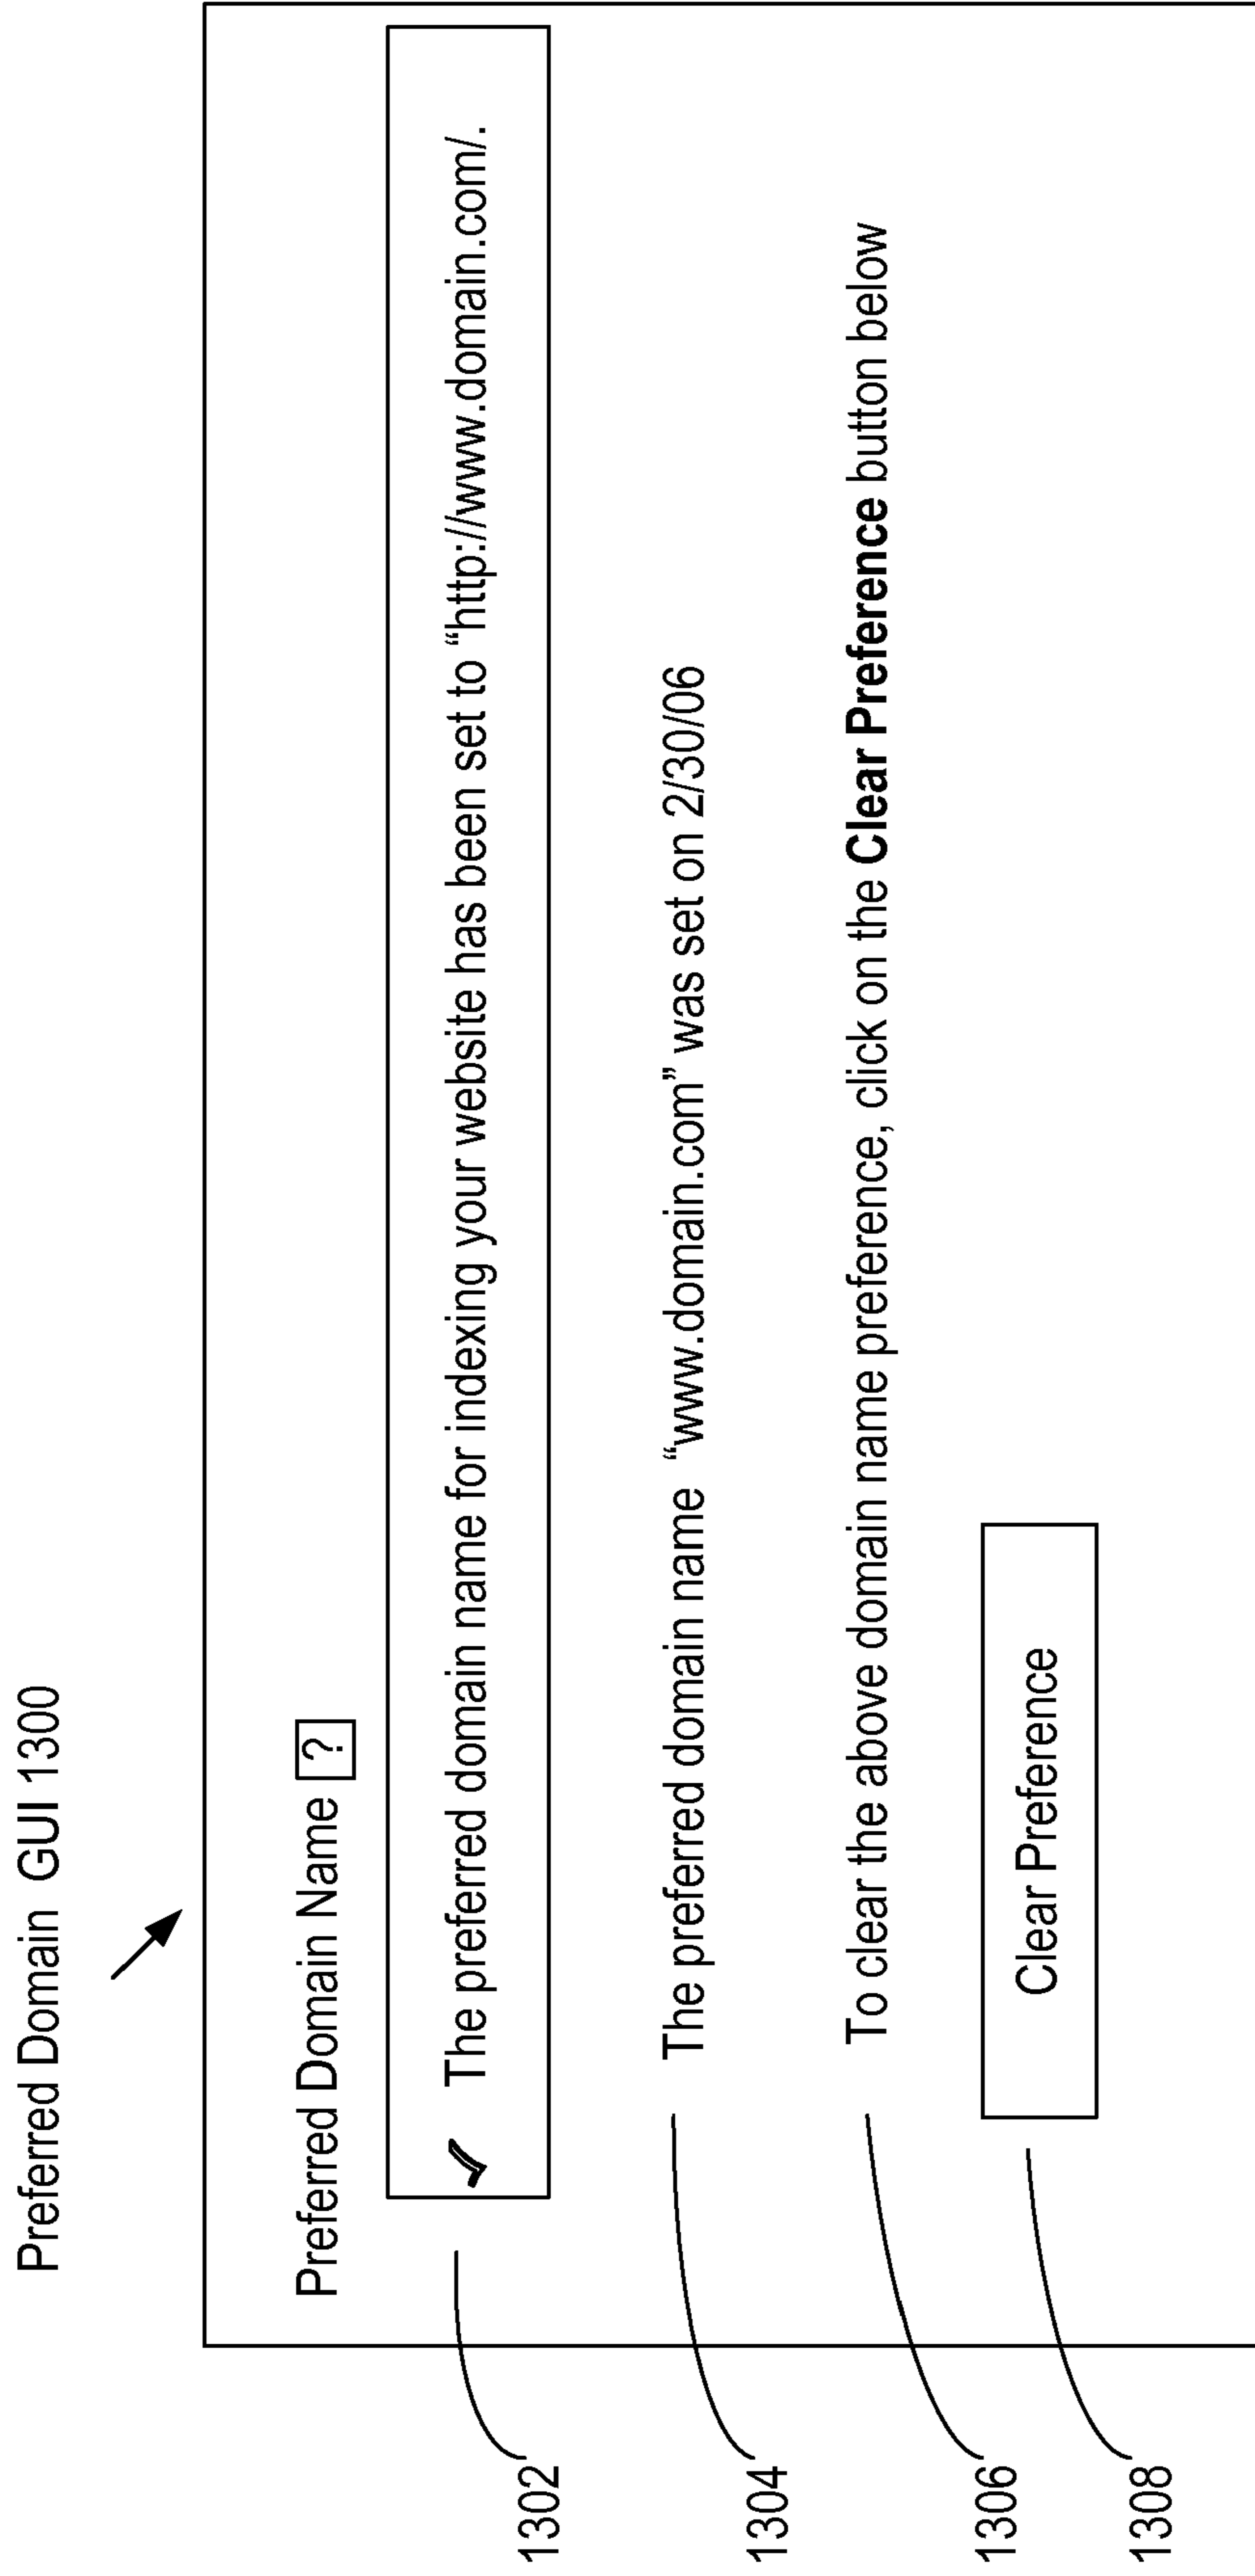 Preferred Domain GUI 1300
Preferred Domain Name ?
✓ The preferred domain name for indexing your website has been set to “http://www.domain.com/.
1302
The preferred domain name “www.domain.com” was set on 2/30/06
1304
To clear the above domain name preference, click on the Clear Preference button below
1306
Clear Preference
1308